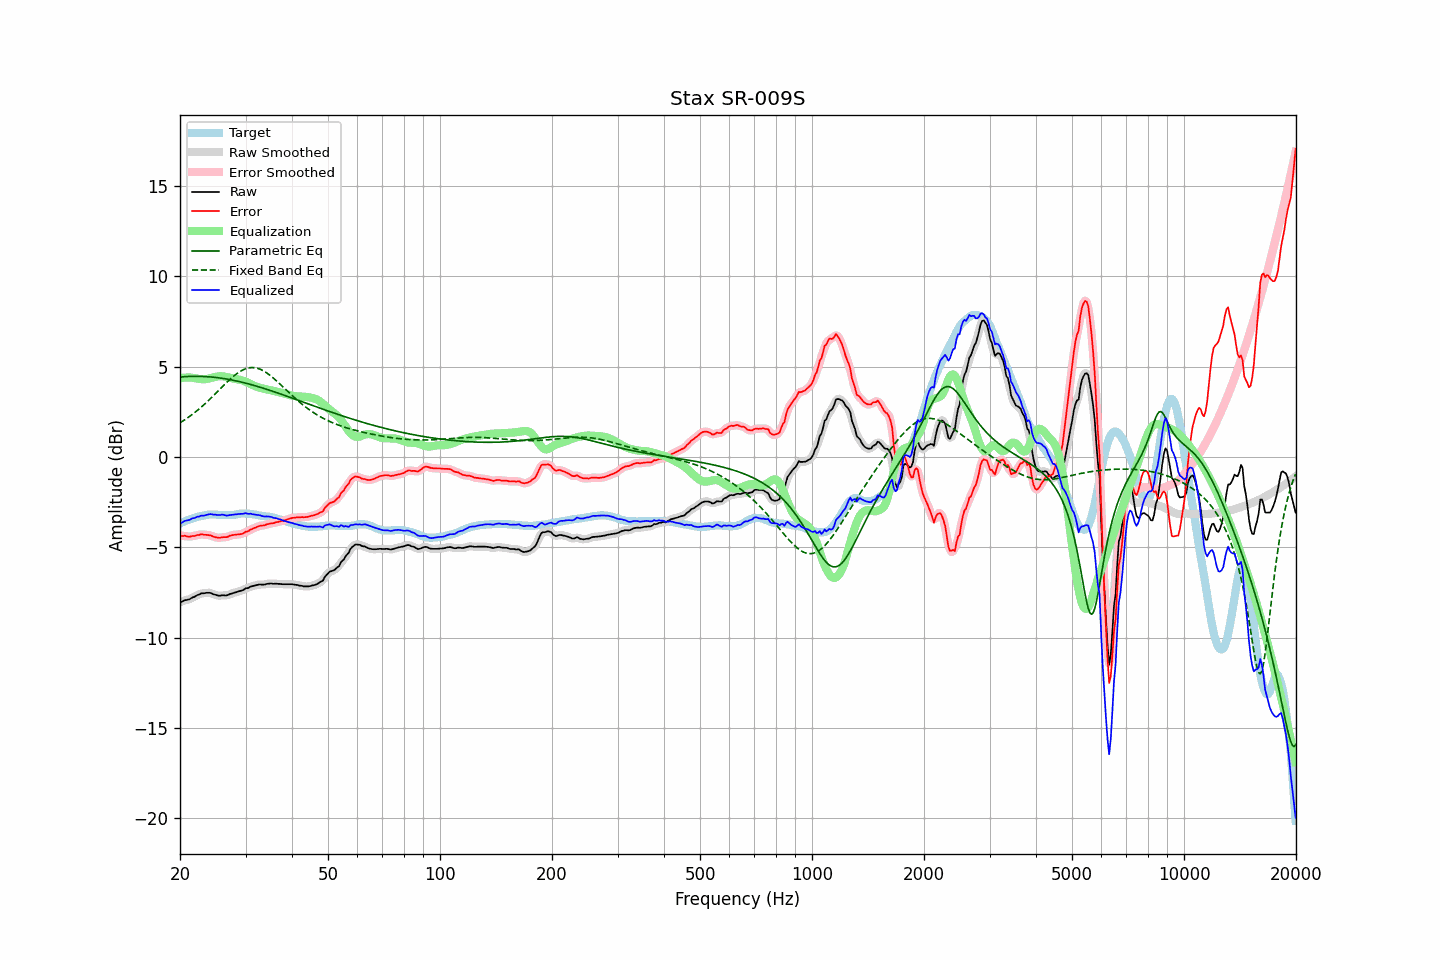 Stax SR-009S
Target
Raw Smoothed
Error Smoothed
Raw
Error
Equalization
Parametric Eq
Fixed Band Eq
Equalized
Amplitude (dBr)
15
10
5
0
−5
−10
−15
−20
20
50
100
200
500
1000
2000
5000
10000
20000
Frequency (Hz)